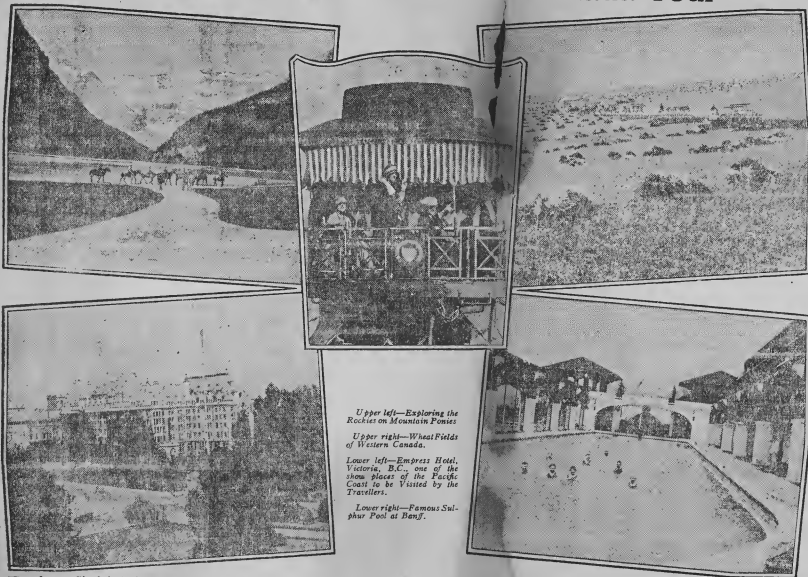 Tour
Upper left—Exploring the
Rockies on Mountain Ponies
Upper right—Wheat Fields
of Western Canada.
Lower left—Empress Hotel,
Victoria, B.C., one of the
show places of the Pacific
Coast to be Visited by the
Travellers.
Lower right—Famous Sul-
phur Pool at Banff.